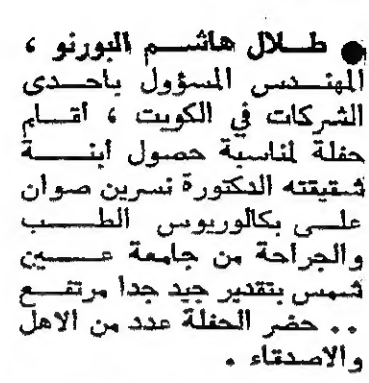 ● طلال هاشم البورنو ،
المهندس المسؤول باحدى
الشركات في الكويت ، اقام
حفلة لمناسبة حصول ابنة
شقيقته الدكتورة نسرين صوان
على بكالوريوس الطب
والجراحة من جامعة عين
شمس بتقدير جيد جدا مرتفع
.. حضر الحفلة عدد من الاهل
والاصدقاء .